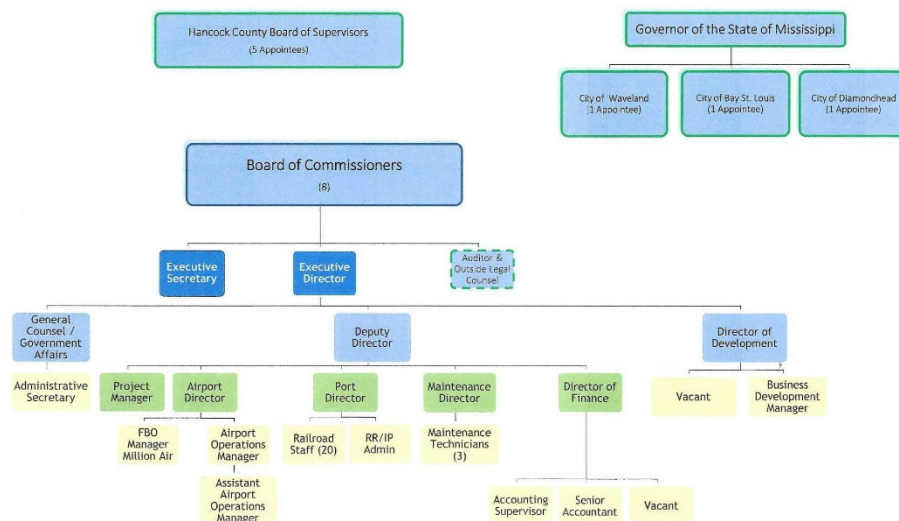 Hancock County Board of Supervisors
(5 Appointees)
Governor of the State of Mississippi
City of Waveland
(1 Appointee)
City of Bay St. Louis
(1 Appointee)
City of Diamondhead
(1 Appointee)
Board of Commissioners
(8)
Executive
Secretary
Executive
Director
Auditor &
Outside Legal
Counsel
General
Counsel /
Government
Affairs
Deputy
Director
Director of
Development
Administrative
Secretary
Project
Manager
Airport
Director
Port
Director
Maintenance
Director
Director of
Finance
Vacant
Business
Development
Manager
FBO
Manager
Million Air
Airport
Operations
Manager
Railroad
Staff (20)
RR/IP
Admin
Maintenance
Technicians
(3)
Assistant
Airport
Operations
Manager
Accounting
Supervisor
Senior
Accountant
Vacant